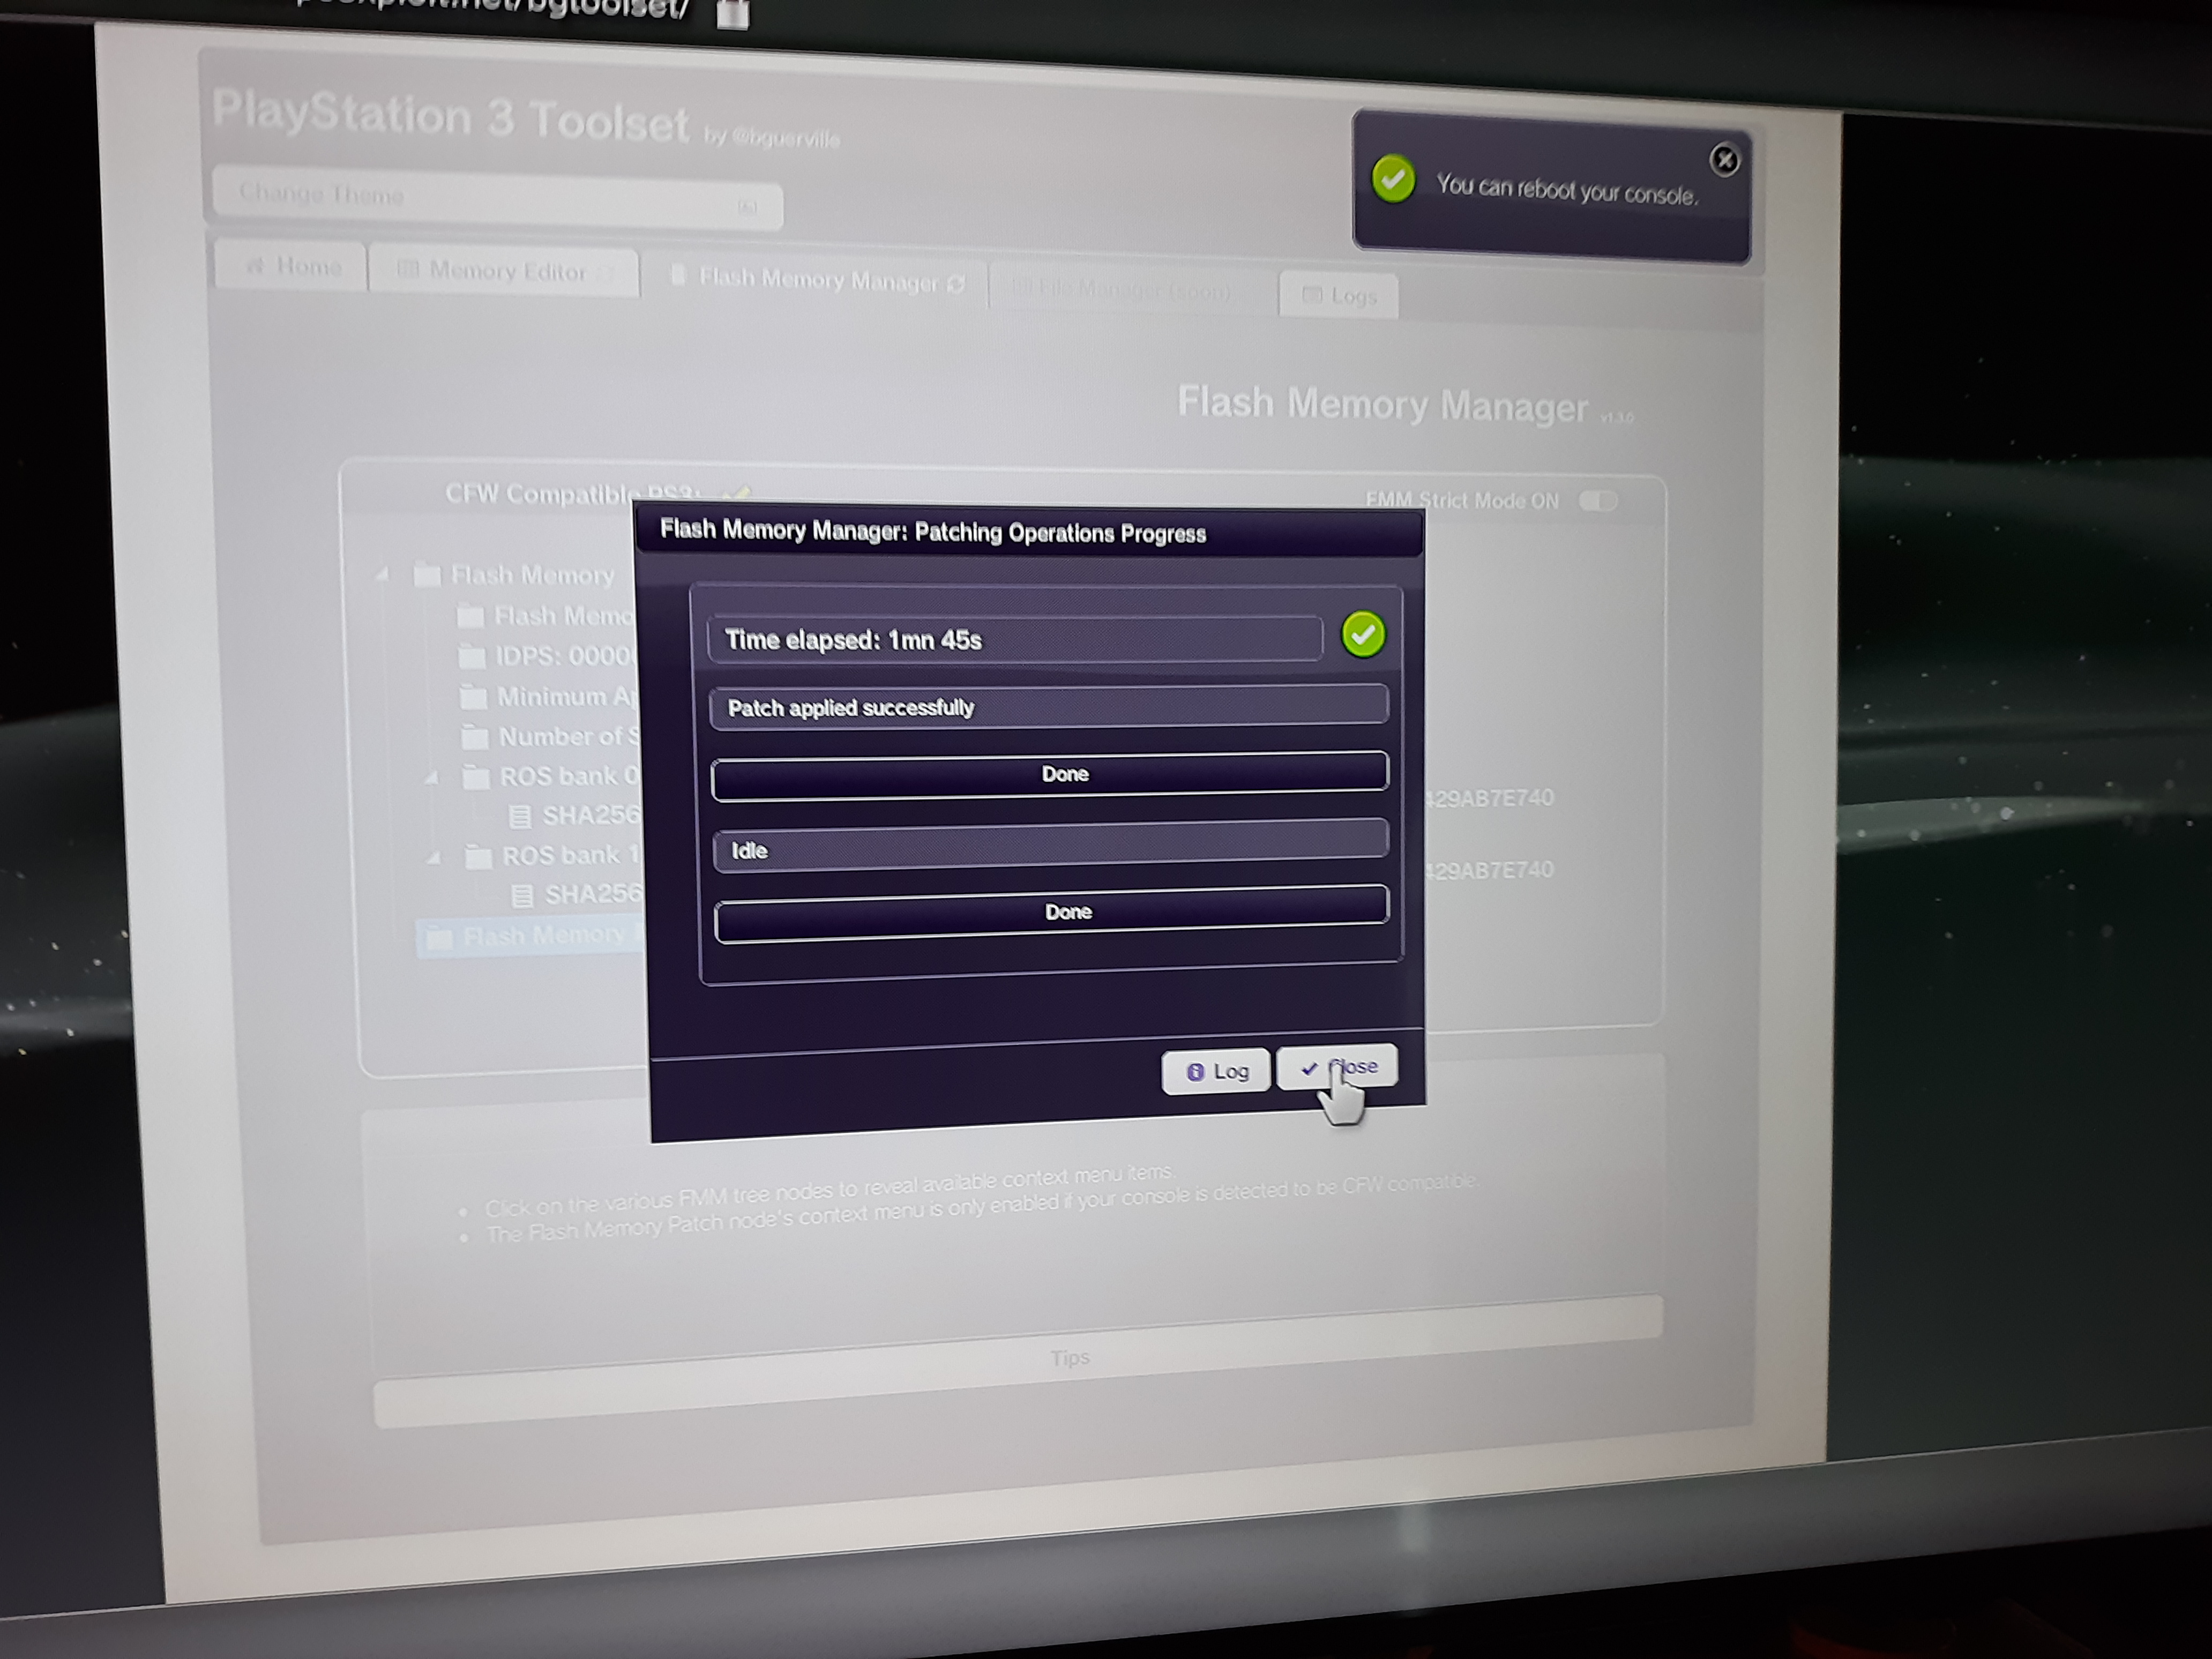 PlayStation 3 Toolset by @bguerville
You can reboot your console.
Change Theme
Home
Memory Editor
Flash Memory Manager
File Manager (soon)
Logs
Flash Memory Manager v1.3.0
CFW Compatible PS3:
FMM Strict Mode ON
Flash Memory Manager: Patching Operations Progress
Flash Memory
Flash Memo
Time elapsed: 1mn 45s
IDPS: 0000
Minimum Ap
Patch applied successfully
Number of S
ROS bank 0
Done
SHA256
429AB7E740
ROS bank 1
Idle
SHA256
429AB7E740
Flash Memory
Done
Log
Close
Click on the various FMM tree nodes to reveal available context menu items.
The Flash Memory Patch node's context menu is only enabled if your console is detected to be CFW compatible.
Tips